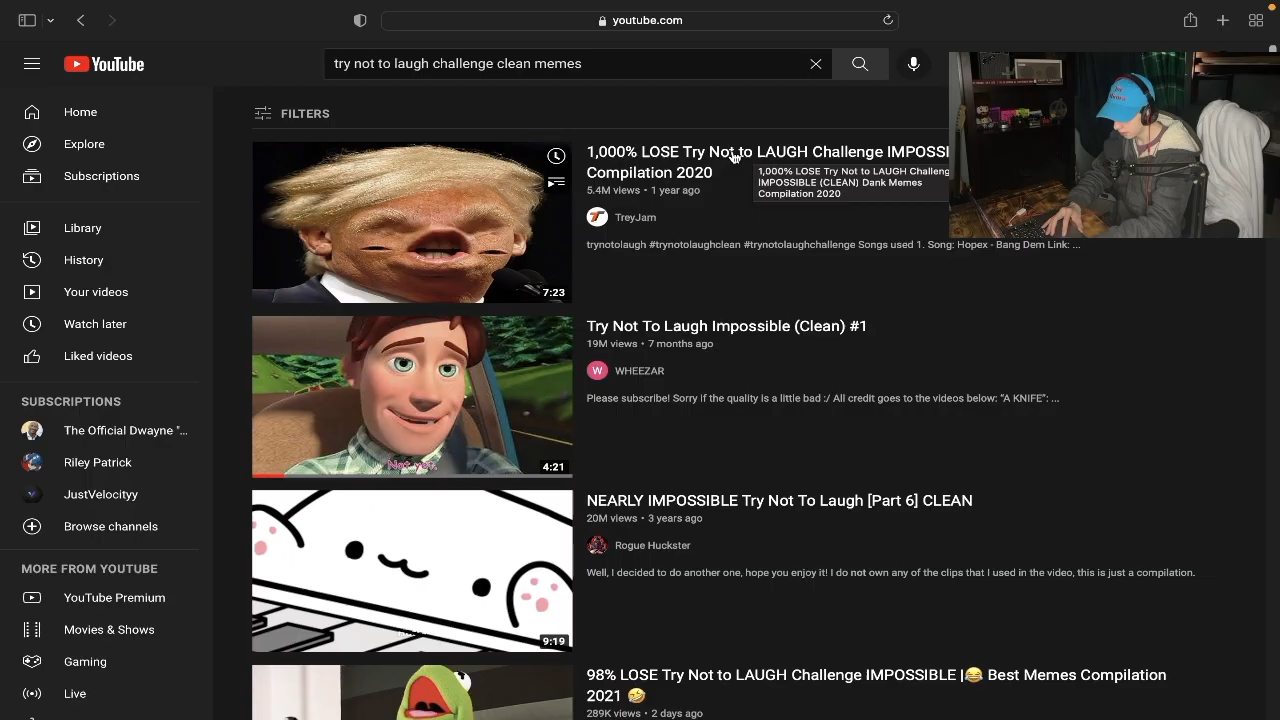 youtube.com
YouTube
try not to laugh challenge clean memes
Home
Explore
Subscriptions
Library
History
Your videos
Watch later
Liked videos
SUBSCRIPTIONS
The Official Dwayne "...
Riley Patrick
JustVelocityy
Browse channels
MORE FROM YOUTUBE
YouTube Premium
Movies & Shows
Gaming
Live
FILTERS
7:23
1,000% LOSE Try Not to LAUGH Challenge IMPOSSI
Compilation 2020
5.4M views • 1 year ago
1,000% LOSE Try Not to LAUGH Challeng
IMPOSSIBLE (CLEAN) Dank Memes
Compilation 2020
TreyJam
trynotolaugh #trynotolaughclean #trynotolaughchallenge Songs used 1. Song: Hopex - Bang Dem Link: ...
Not yet.
4:21
Try Not To Laugh Impossible (Clean) #1
19M views • 7 months ago
W WHEEZAR
Please subscribe! Sorry if the quality is a little bad :/ All credit goes to the videos below: "A KNIFE": ...
9:19
NEARLY IMPOSSIBLE Try Not To Laugh [Part 6] CLEAN
20M views • 3 years ago
Rogue Huckster
Well, I decided to do another one, hope you enjoy it! I do not own any of the clips that I used in the video, this is just a compilation.
98% LOSE Try Not to LAUGH Challenge IMPOSSIBLE |😂 Best Memes Compilation
2021 🤣
289K views • 2 days ago